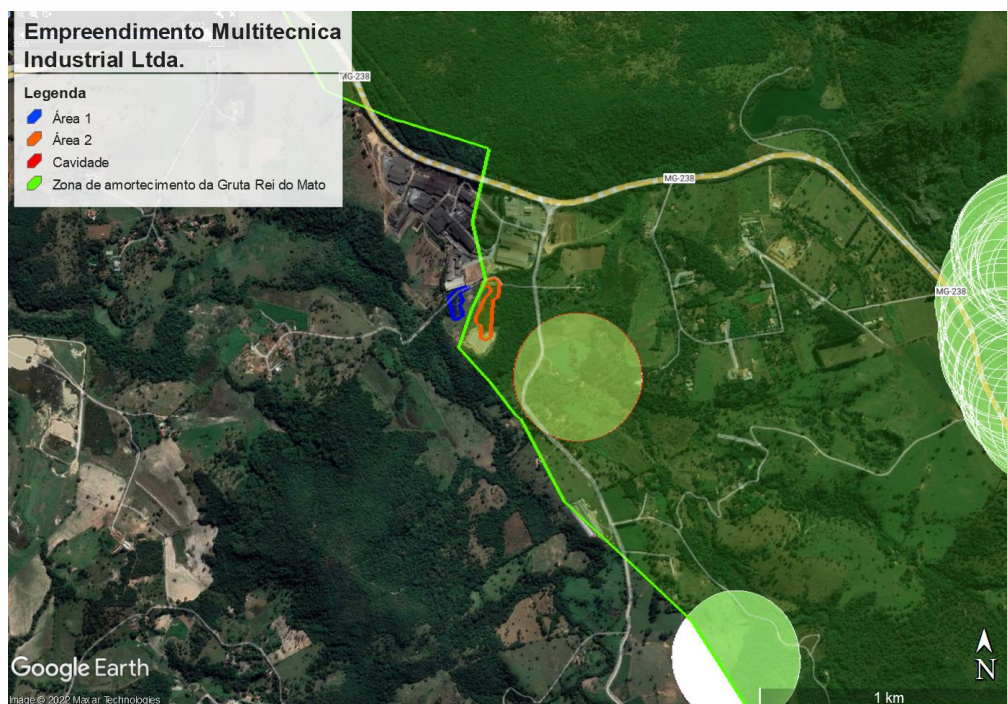 Empreendimento Multitecnica
Industrial Ltda.
Legenda
Área 1
Área 2
Cavidade
Zona de amortecimento da Gruta Rei do Mato
MG-238
MG-238
MG-238
Google Earth
Image © 2022 Maxar Technologies
1 km
N